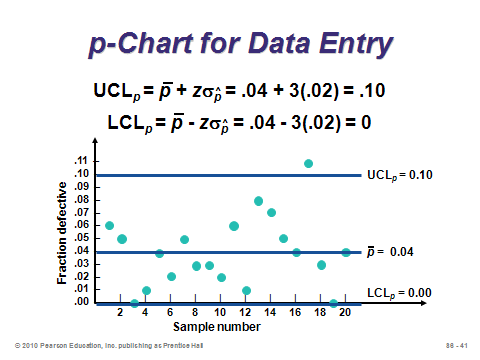 p-Chart for Data Entry
UCLp = p̅ + zσp̂ = .04 + 3(.02) = .10
LCLp = p̅ - zσp̂ = .04 - 3(.02) = 0
Fraction defective
.11
.10
.09
.08
.07
.06
.05
.04
.03
.02
.01
.00
UCLp = 0.10
p̅ = 0.04
LCLp = 0.00
2 4 6 8 10 12 14 16 18 20
Sample number
© 2010 Pearson Education, Inc. publishing as Prentice Hall
S6 - 41